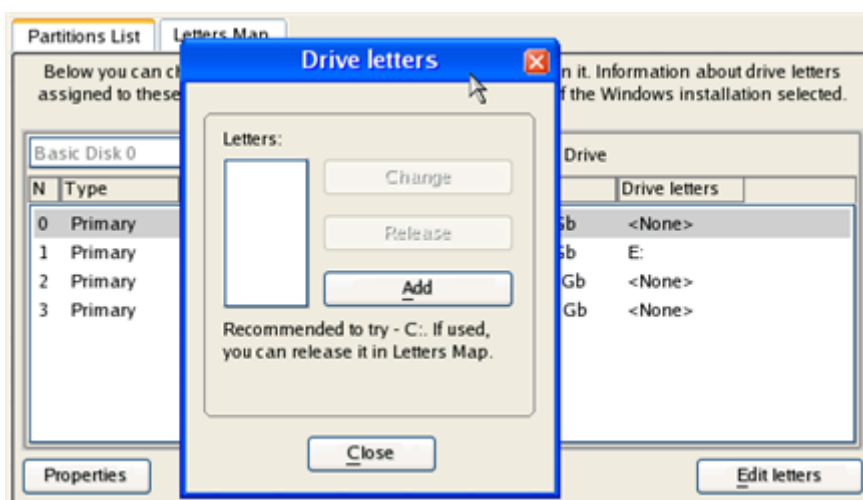 Partitions List
Letters Map
Drive letters
Below you can
n it. Information about drive letters
assigned to these
f the Windows installation selected.
Letters:
Basic Disk 0
Drive
Change
N Type
Drive letters
0 Primary
Gb <None>
Release
1 Primary
Gb E:
2 Primary
Gb <None>
Add
3 Primary
Gb <None>
Recommended to try - C:. If used,
you can release it in Letters Map.
Close
Properties
Edit letters